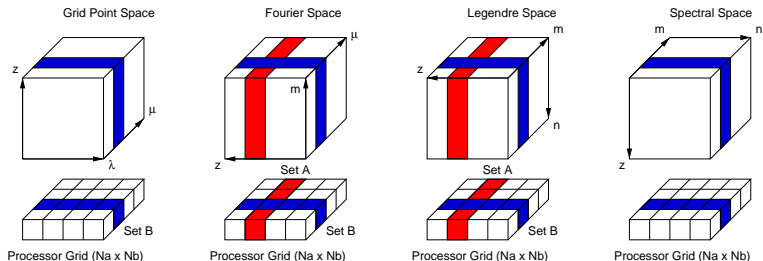 Grid Point Space
Fourier Space
Legendre Space
Spectral Space
z
μ
λ
μ
m
z
m
z
n
m
n
z
Set A
Set A
Set B
Set B
Set B
Processor Grid (Na x Nb)
Processor Grid (Na x Nb)
Processor Grid (Na x Nb)
Processor Grid (Na x Nb)